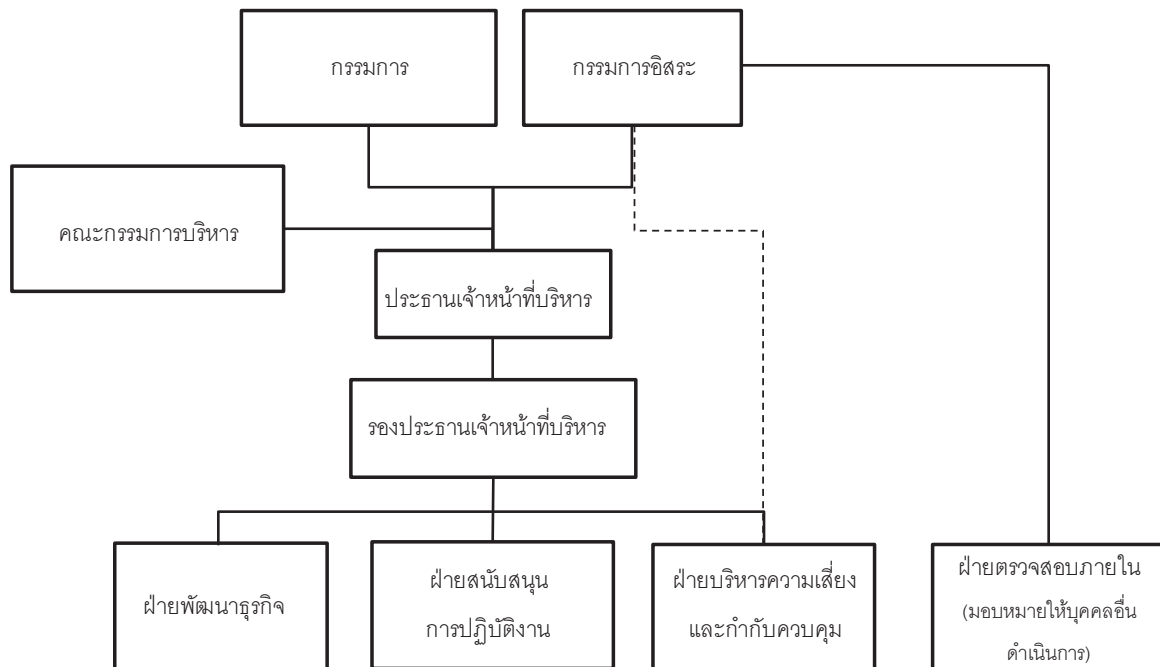 กรรมการ
กรรมการอิสระ
คณะกรรมการบริหาร
ประธานเจ้าหน้าที่บริหาร
รองประธานเจ้าหน้าที่บริหาร
ฝ่ายพัฒนาธุรกิจ
ฝ่ายสนับสนุน
การปฏิบัติงาน
ฝ่ายบริหารความเสี่ยง
และกำกับควบคุม
ฝ่ายตรวจสอบภายใน
(มอบหมายให้บุคคลอื่น
ดำเนินการ)